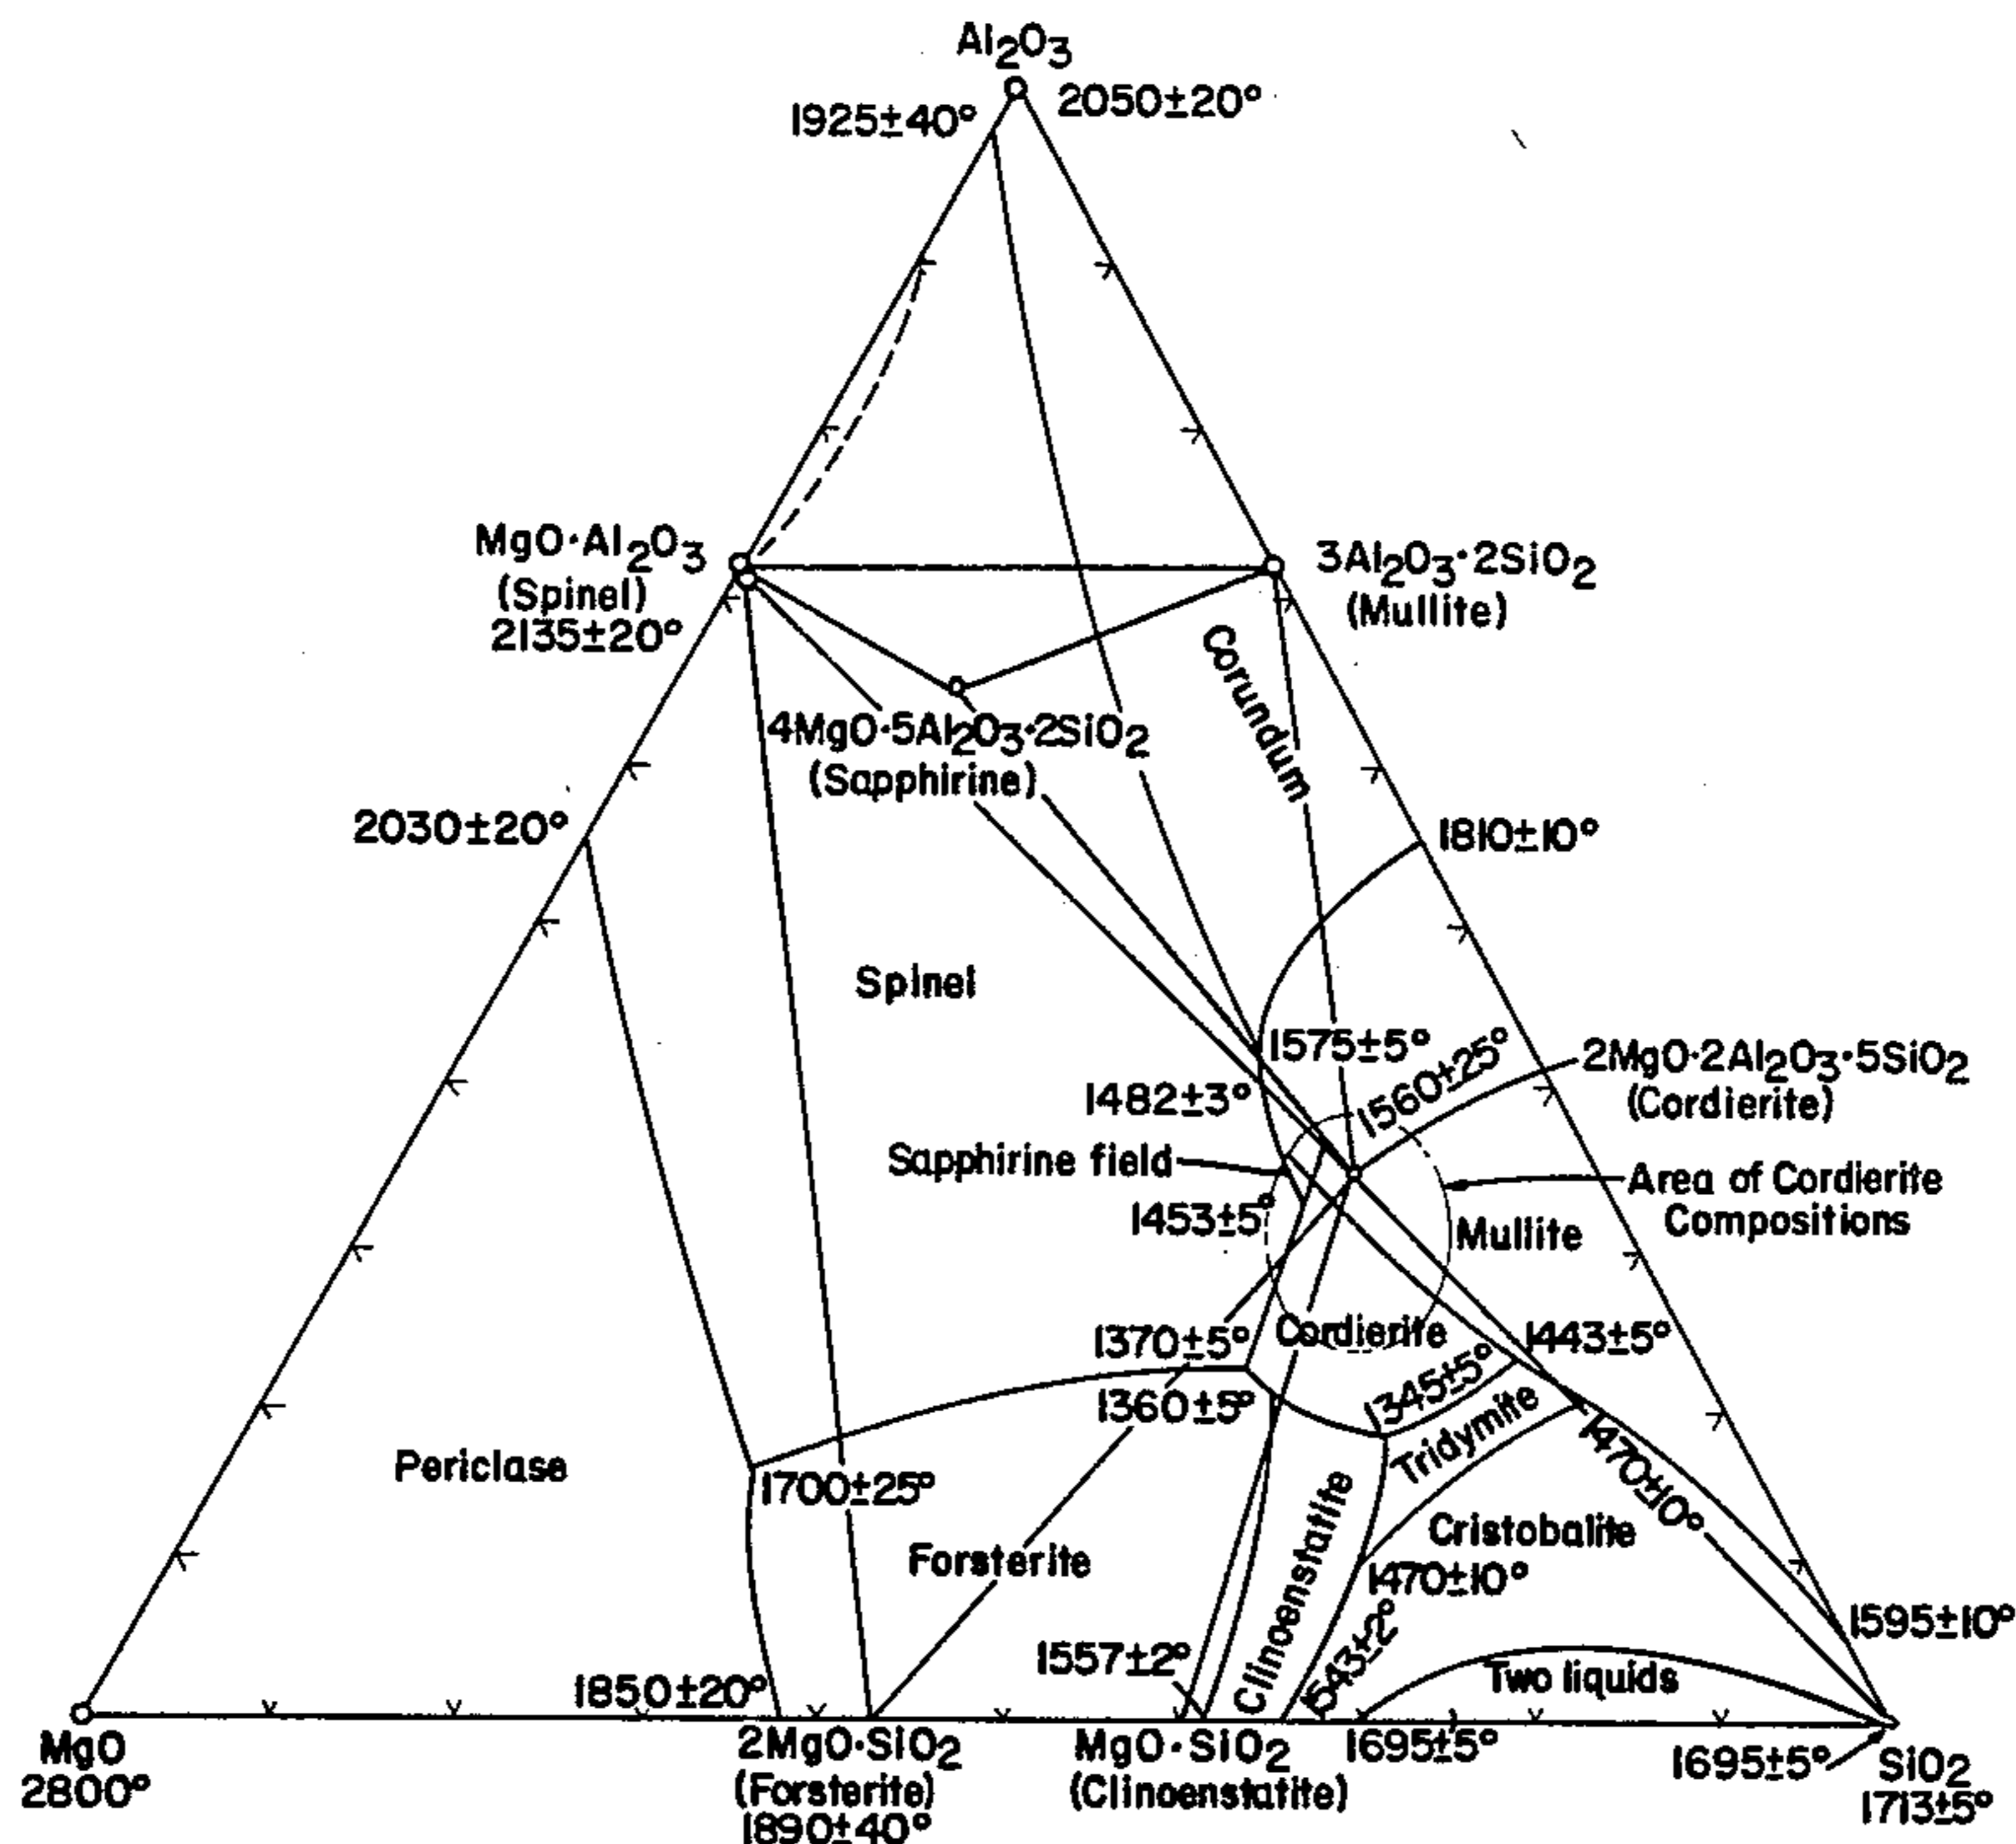 Al2O3
1925±40°
2050±20°
MgO·Al2O3
(Spinel)
2135±20°
3Al2O3·2SiO2
(Mullite)
Corundum
4MgO·5Al2O3·2SiO2
(Sapphirine)
2030±20°
1810±10°
Spinel
1575±5°
1560±25°
2MgO·2Al2O3·5SiO2
(Cordierite)
1482±3°
Sapphirine field
Area of Cordierite
Compositions
1453±5°
Mullite
Cordierite
1370±5°
1443±5°
1360±5°
1345±5°
Tridymite
1470±10°
Periclase
1700±25°
Forsterite
Clinoenstatite
Cristobalite
1470±10°
1543±2°
1557±2°
1595±10°
Two liquids
1850±20°
MgO
2800°
2MgO·SiO2
(Forsterite)
1890±40°
MgO·SiO2
(Clinoenstatite)
1695±5°
1695±5°
SiO2
1713±5°